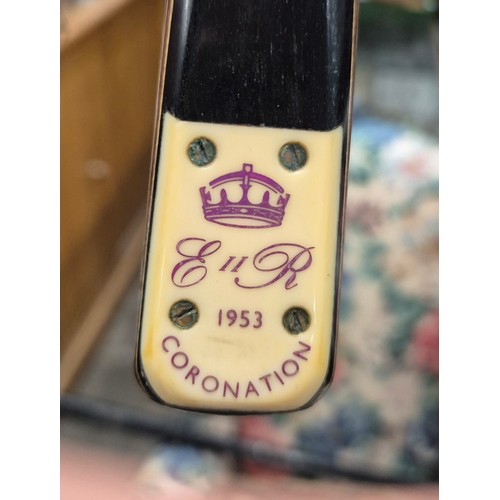 E II R
1953
CORONATION